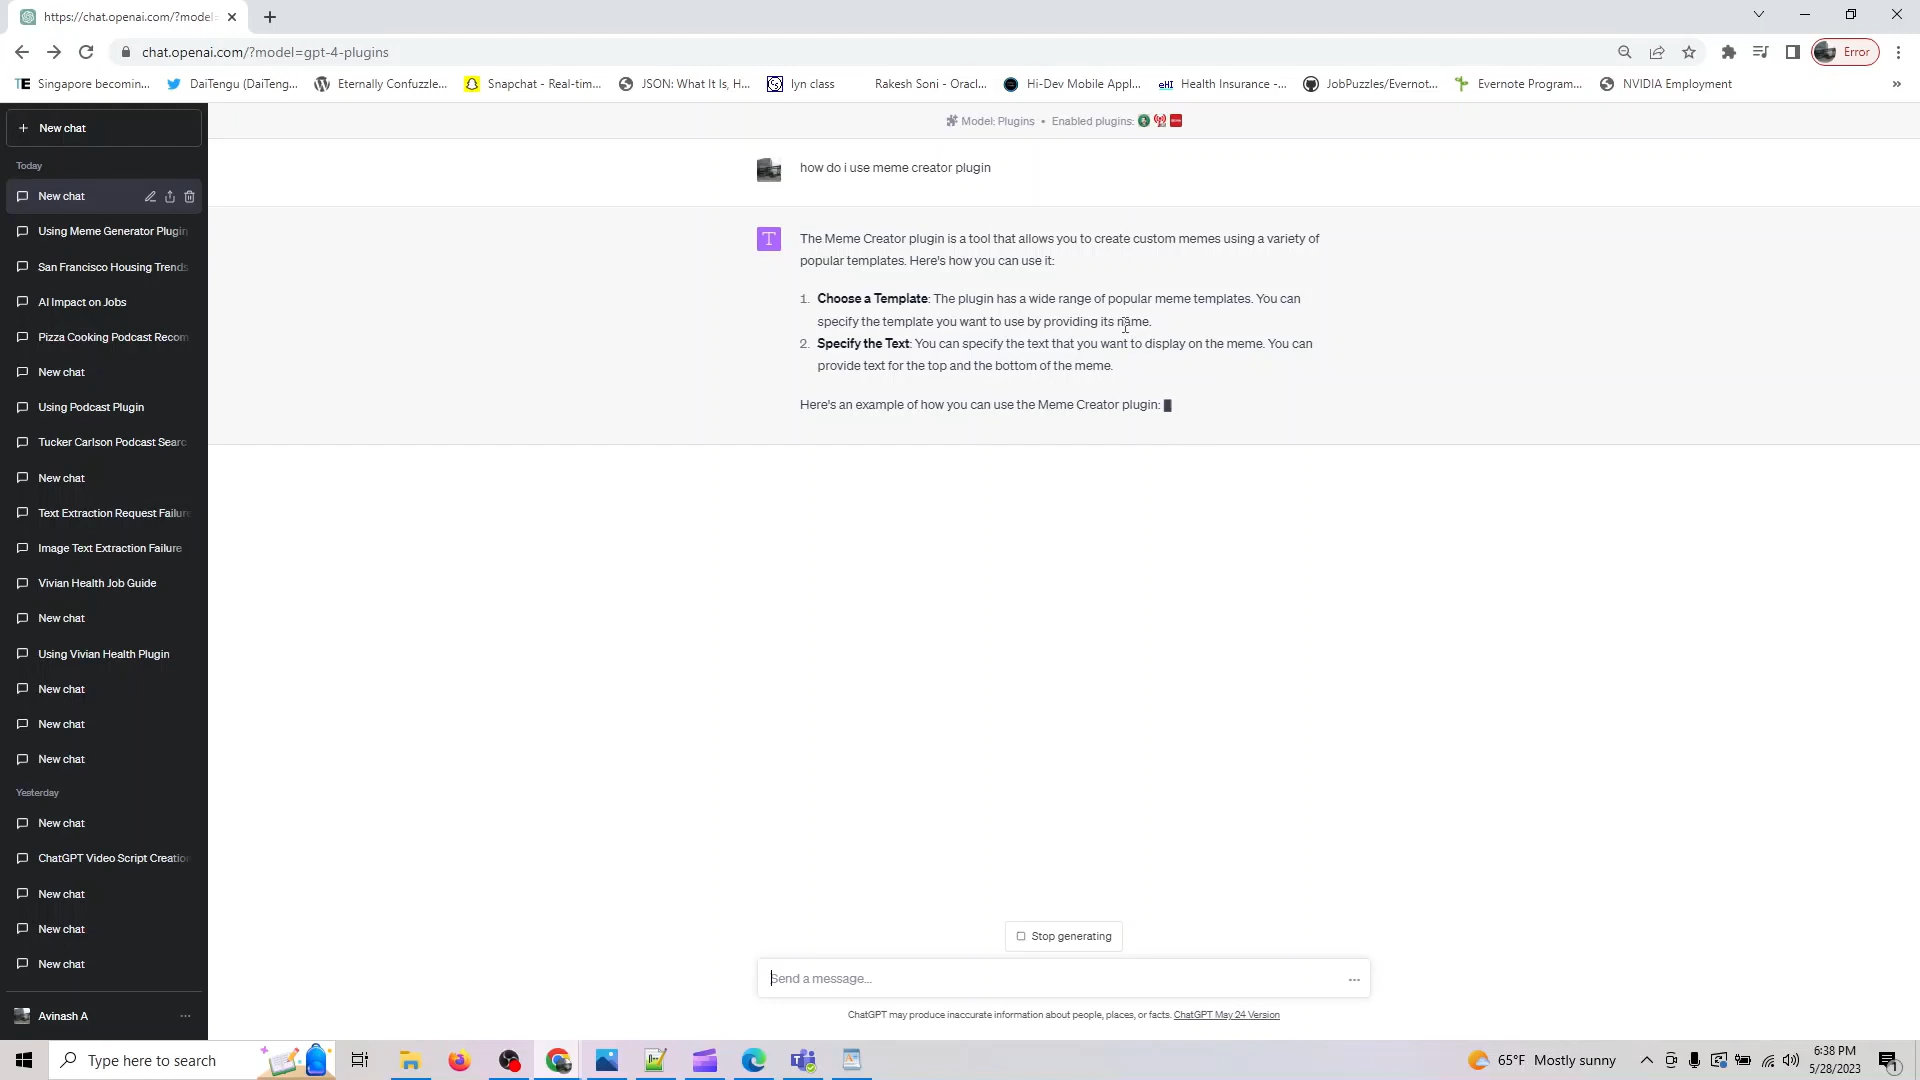 https://chat.openai.com/?model=
chat.openai.com/?model=gpt-4-plugins
Error
TE Singapore becomin...
DaiTengu (DaiTeng...
Eternally Confuzzle...
Snapchat - Real-tim...
JSON: What It Is, H...
lyn class
Rakesh Soni - Oracl...
Hi-Dev Mobile Appl...
eHI Health Insurance -...
JobPuzzles/Evernot...
Evernote Program...
NVIDIA Employment
New chat
Today
New chat
Using Meme Generator Plugin
San Francisco Housing Trends
AI Impact on Jobs
Pizza Cooking Podcast Recom
New chat
Using Podcast Plugin
Tucker Carlson Podcast Searc
New chat
Text Extraction Request Failure
Image Text Extraction Failure
Vivian Health Job Guide
New chat
Using Vivian Health Plugin
New chat
New chat
New chat
Yesterday
New chat
ChatGPT Video Script Creation
New chat
New chat
New chat
Avinash A
Model: Plugins • Enabled plugins:
how do i use meme creator plugin
T
The Meme Creator plugin is a tool that allows you to create custom memes using a variety of
popular templates. Here's how you can use it:
1. Choose a Template: The plugin has a wide range of popular meme templates. You can
specify the template you want to use by providing its name.
2. Specify the Text: You can specify the text that you want to display on the meme. You can
provide text for the top and the bottom of the meme.
Here's an example of how you can use the Meme Creator plugin:
Stop generating
Send a message...
ChatGPT may produce inaccurate information about people, places, or facts. ChatGPT May 24 Version
Type here to search
65°F Mostly sunny
6:38 PM
5/28/2023
1